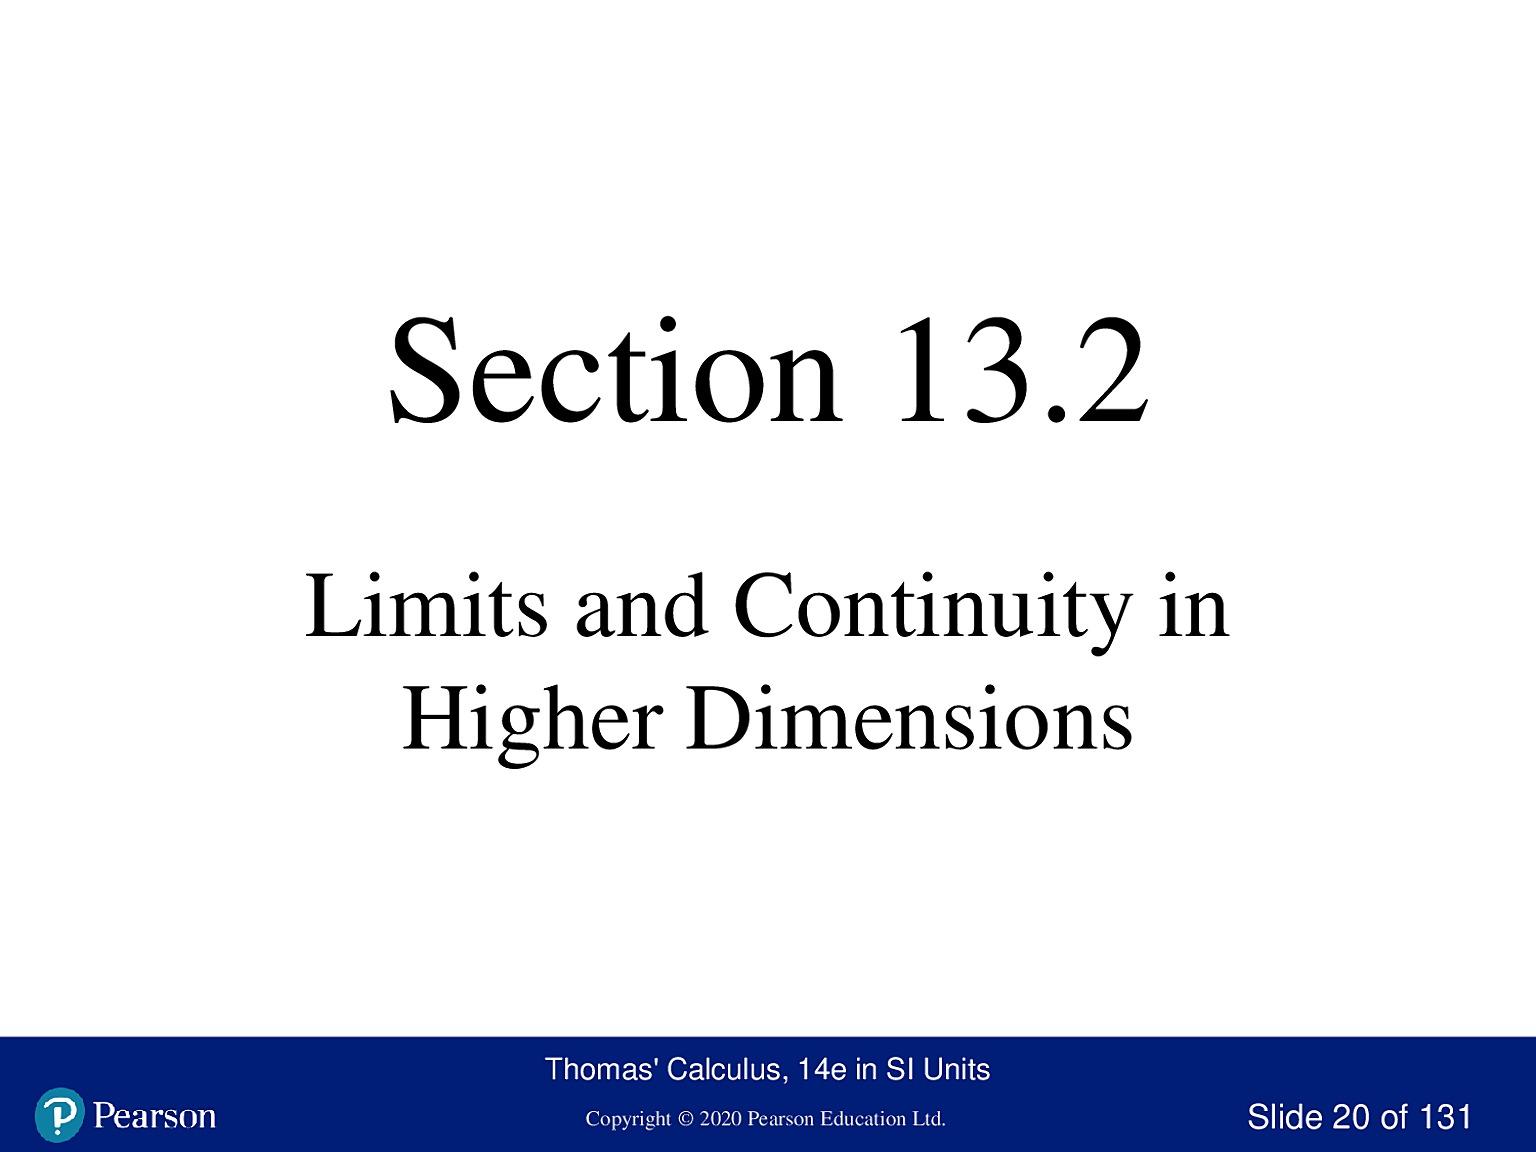 Section 13.2
Limits and Continuity in
Higher Dimensions
Thomas' Calculus, 14e in SI Units
Pearson
Copyright © 2020 Pearson Education Ltd.
Slide 20 of 131